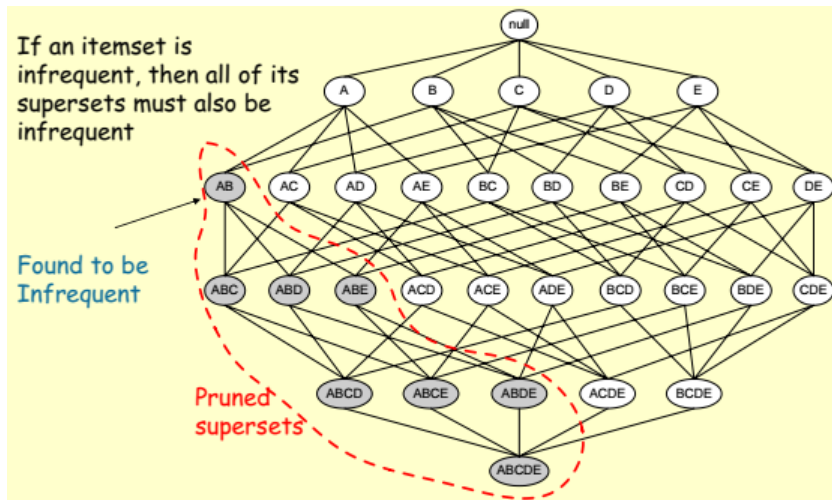 null
If an itemset is
infrequent, then all of its
supersets must also be
infrequent
A B C D E
AB AC AD AE BC BD BE CD CE DE
Found to be
Infrequent
ABC ABD ABE ACD ACE ADE BCD BCE BDE CDE
Pruned
supersets
ABCD ABCE ABDE ACDE BCDE
ABCDE